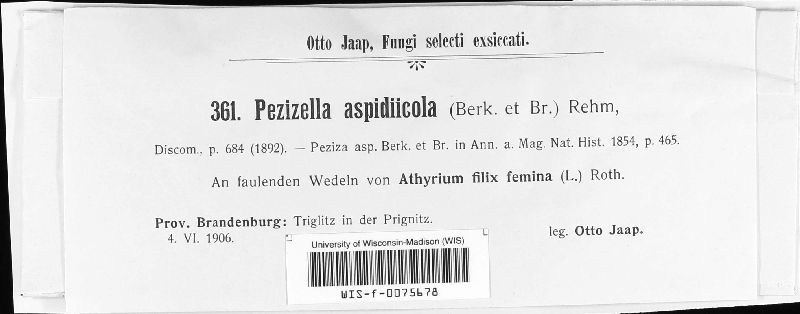 Otto Jaap, Fungi selecti exsiccati.
361. Pezizella aspidiicola (Berk. et Br.) Rehm,
Discom., p. 684 (1892). — Peziza asp. Berk. et Br. in Ann. a. Mag. Nat. Hist. 1854, p. 465.
An faulenden Wedeln von Athyrium filix femina (L.) Roth.
Prov. Brandenburg: Triglitz in der Prignitz.
4. VI. 1906.
leg. Otto Jaap.
University of Wisconsin-Madison (WIS)
WIS-f-0075678